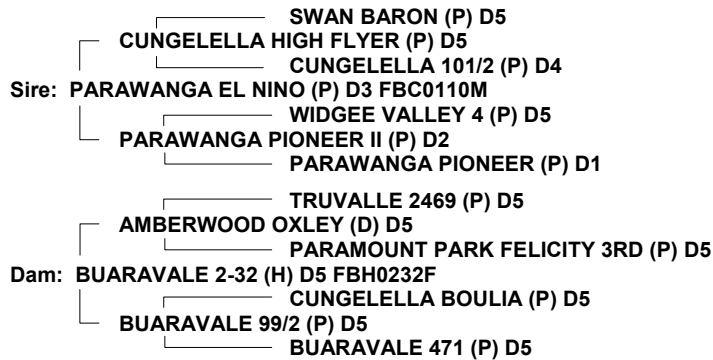 SWAN BARON (P) D5
CUNGELELLA HIGH FLYER (P) D5
CUNGELELLA 101/2 (P) D4
Sire: PARAWANGA EL NINO (P) D3 FBC0110M
WIDGEE VALLEY 4 (P) D5
PARAWANGA PIONEER II (P) D2
PARAWANGA PIONEER (P) D1
TRUVALLE 2469 (P) D5
AMBERWOOD OXLEY (D) D5
PARAMOUNT PARK FELICITY 3RD (P) D5
Dam: BUARAVALE 2-32 (H) D5 FBH0232F
CUNGELELLA BOULIA (P) D5
BUARAVALE 99/2 (P) D5
BUARAVALE 471 (P) D5